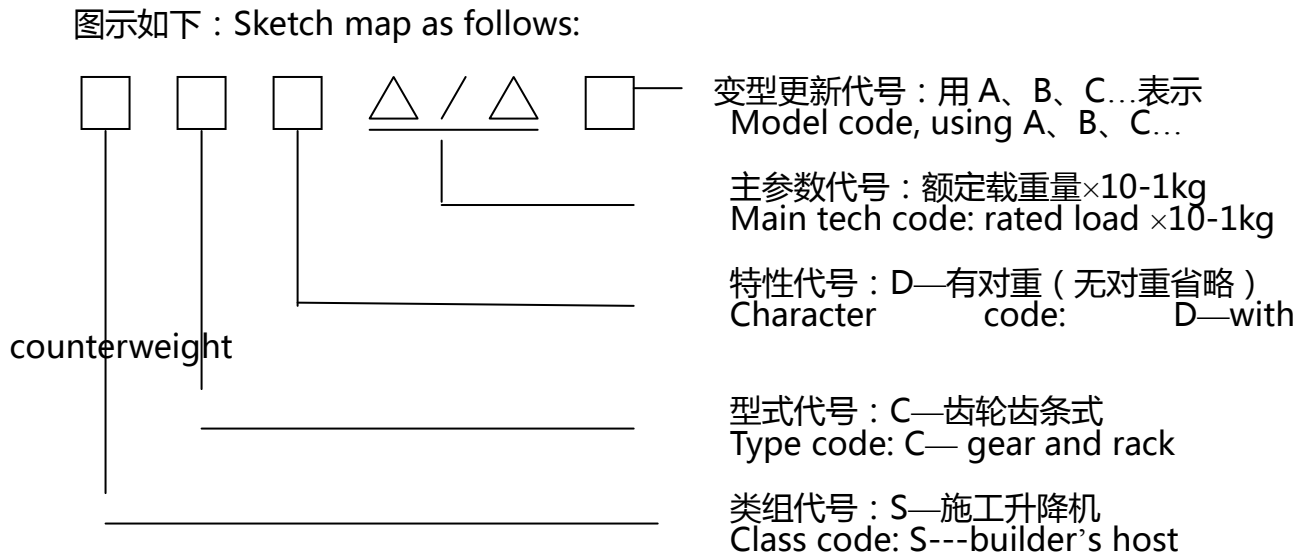 图示如下：Sketch map as follows:
变型更新代号：用 A、B、C…表示
Model code, using A、B、C…
主参数代号：额定载重量×10-1kg
Main tech code: rated load ×10-1kg
特性代号：D—有对重（无对重省略）
Character code: D—with
counterweight
型式代号：C—齿轮齿条式
Type code: C— gear and rack
类组代号：S—施工升降机
Class code: S---builder’s host